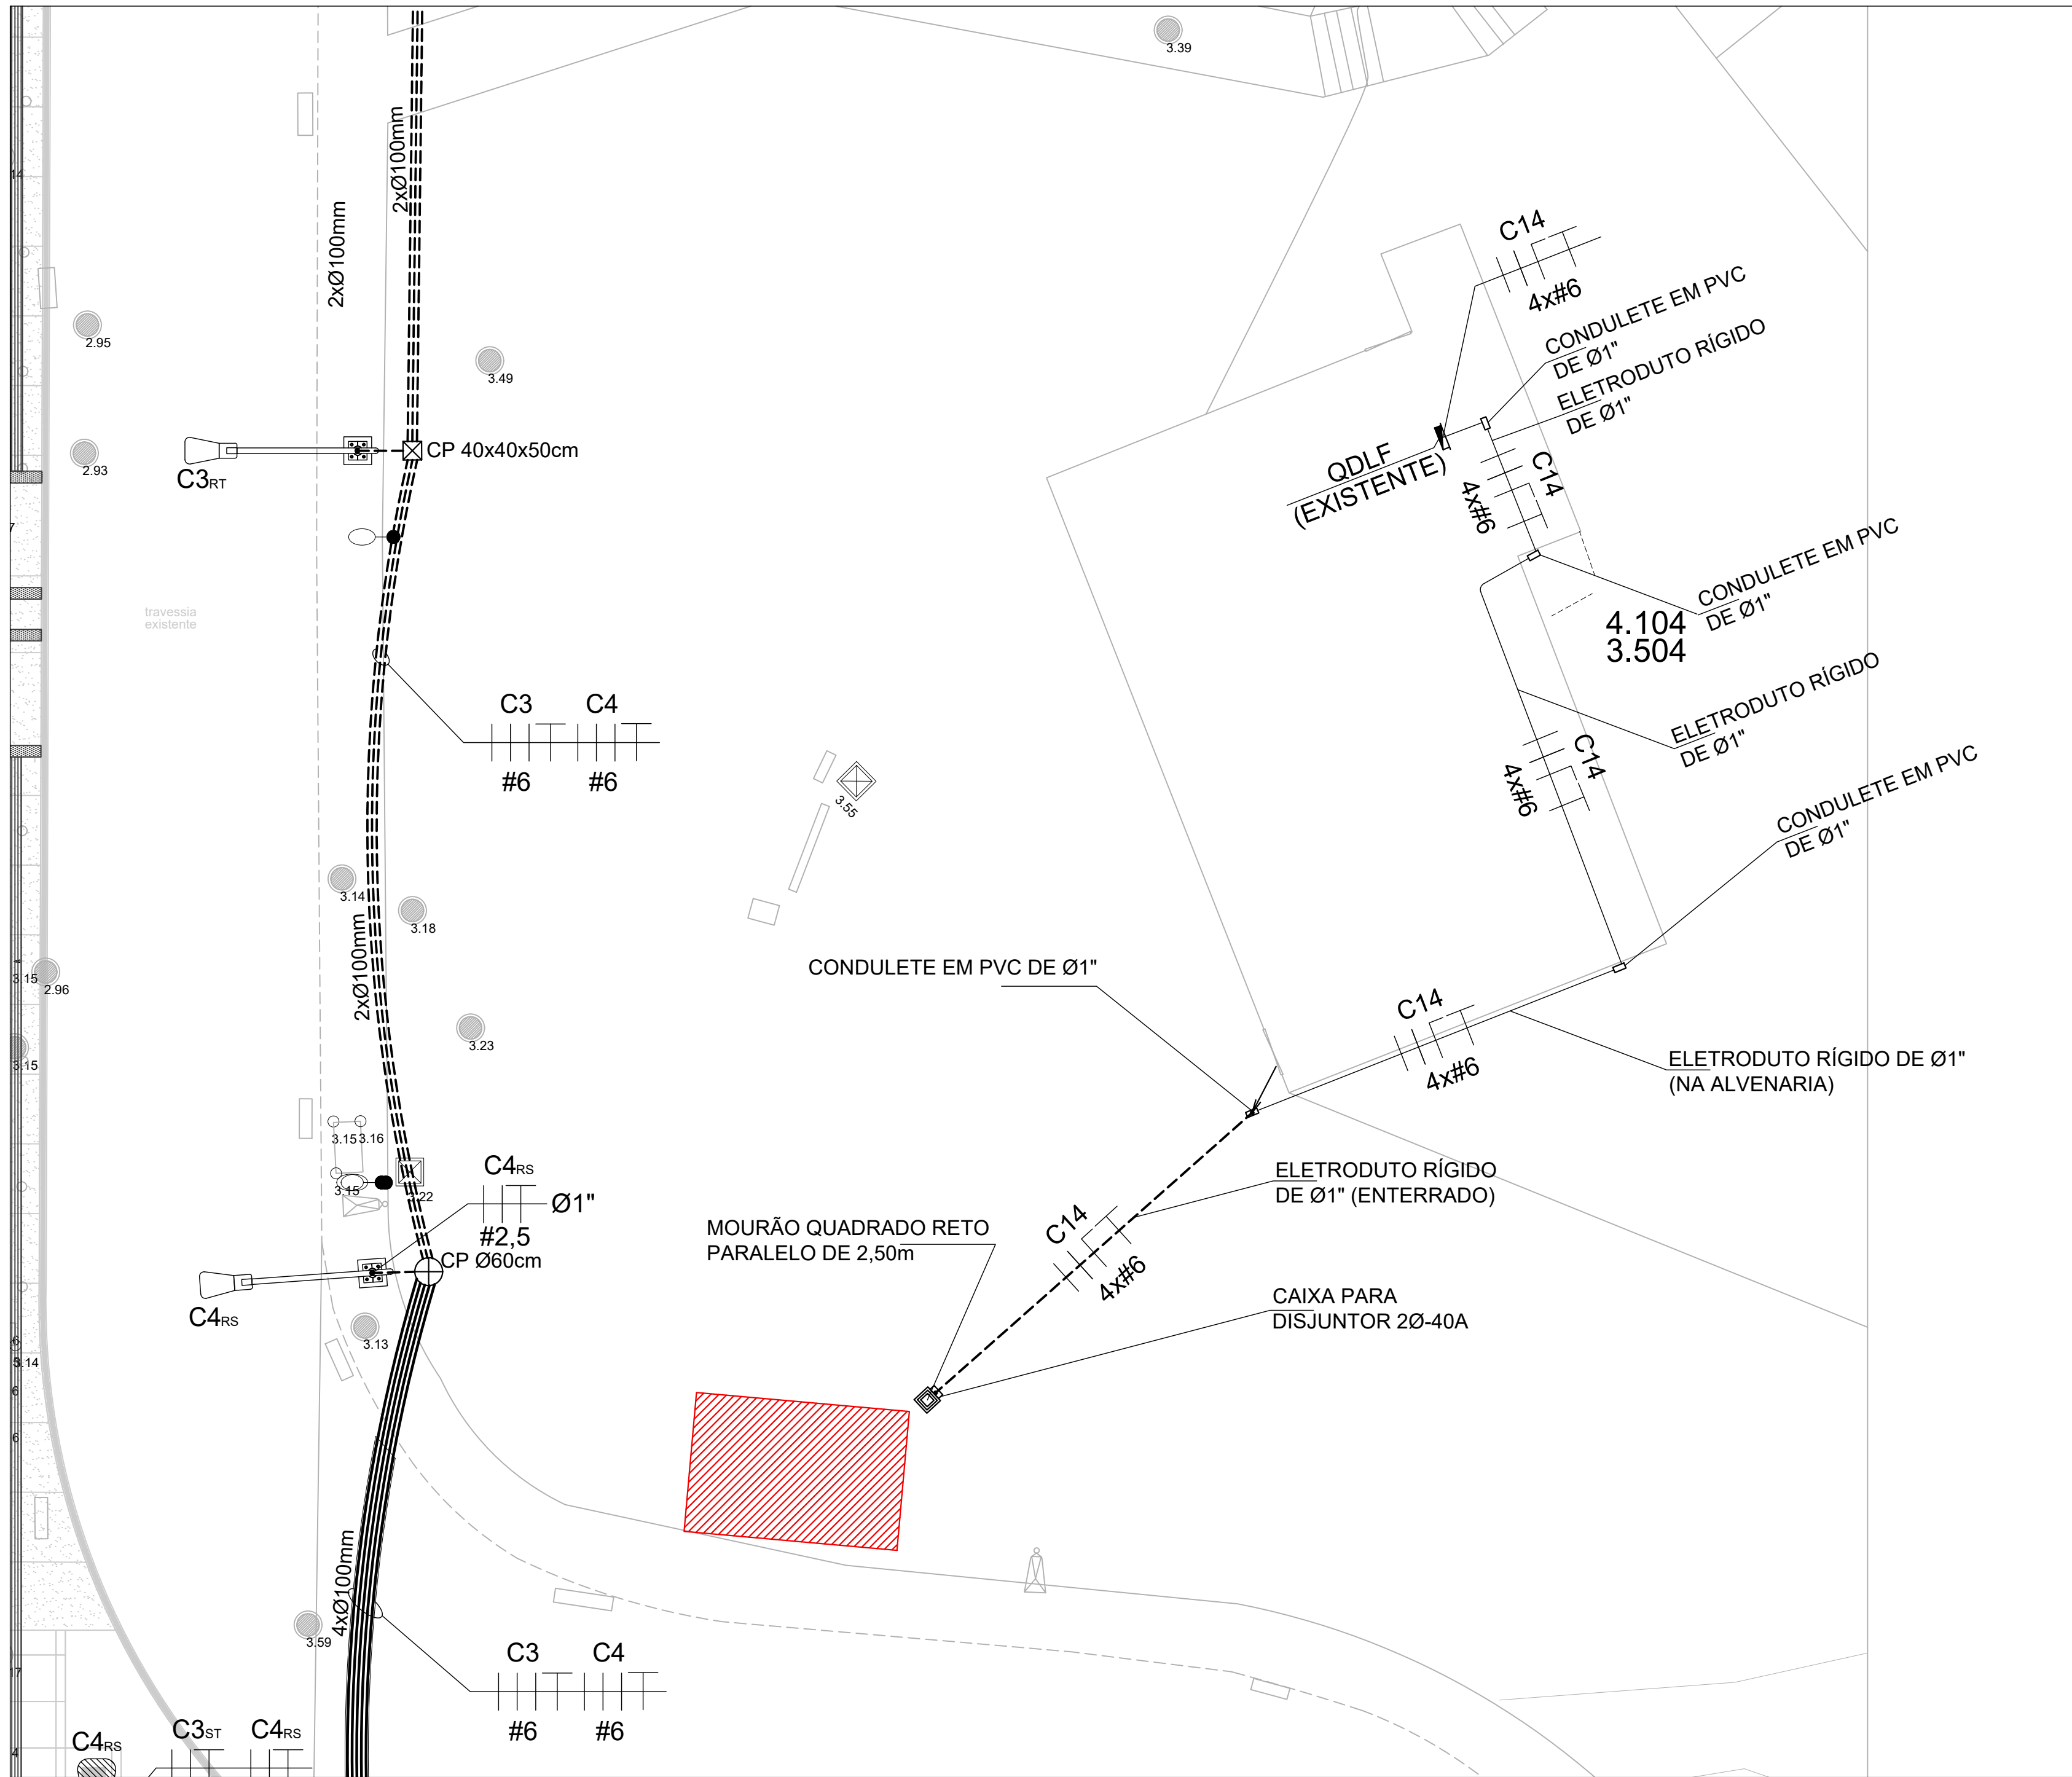 3.39
14
2xØ100mm
2xØ100mm
C14
4x#6
CONDULETE EM PVC
DE Ø1"
ELETRODUTO RÍGIDO
DE Ø1"
2.95
3.49
2.93
C3RT
CP 40x40x50cm
QDLF
(EXISTENTE)
C14
4x#6
7
travessia
existente
CONDULETE EM PVC
DE Ø1"
4.104
3.504
C3 C4
#6 #6
ELETRODUTO RÍGIDO
DE Ø1"
C14
4x#6
3.55
CONDULETE EM PVC
DE Ø1"
3.14
3.18
2xØ100mm
3.15
2.96
CONDULETE EM PVC DE Ø1"
C14
4x#6
3.23
3.15
ELETRODUTO RÍGIDO DE Ø1"
(NA ALVENARIA)
3.15 3.16
3.15
3.22
C4RS
Ø1"
#2,5
CP Ø60cm
C4RS
ELETRODUTO RÍGIDO
DE Ø1" (ENTERRADO)
C14
4x#6
MOURÃO QUADRADO RETO
PARALELO DE 2,50m
CAIXA PARA
DISJUNTOR 2Ø-40A
3.13
3.14
6
6
4xØ100mm
3.59
C3 C4
#6 #6
17
C4RS
C3ST C4RS
4